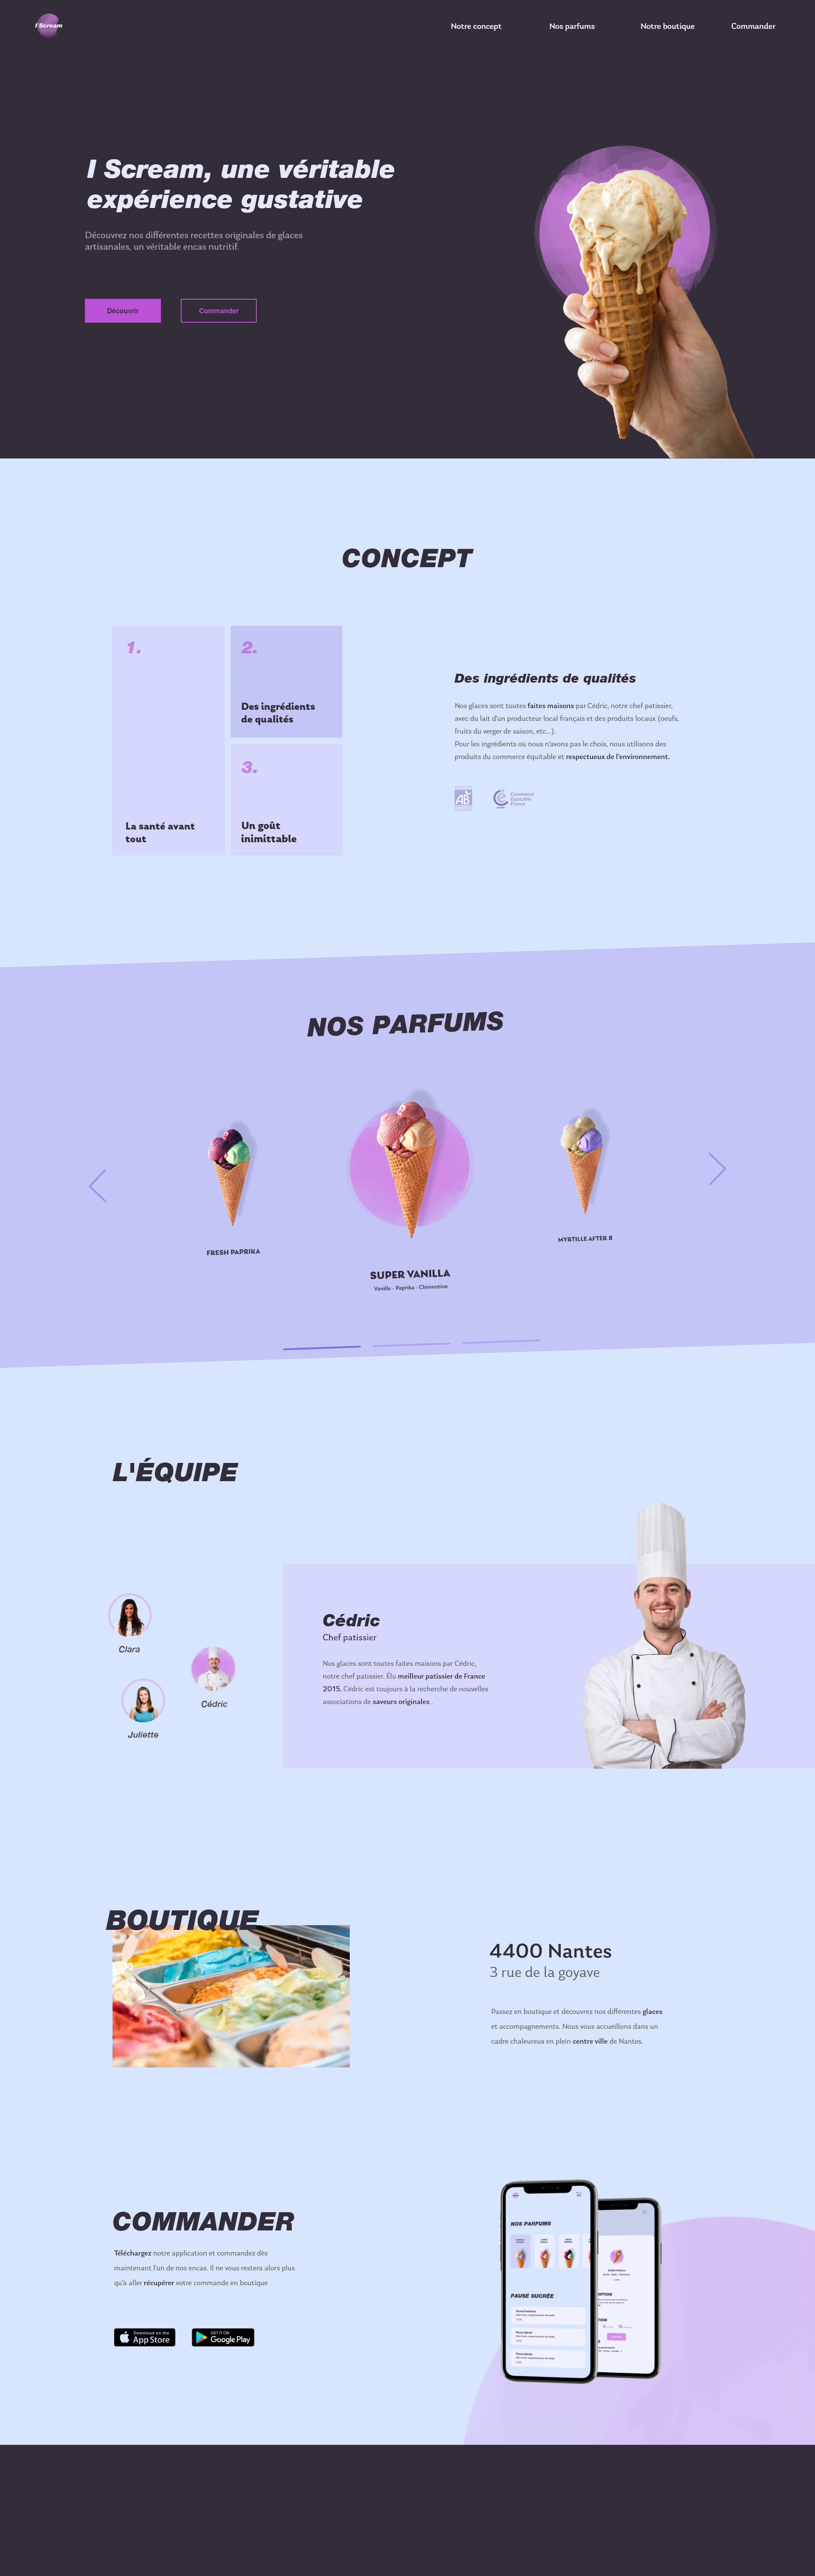 I Scream
Notre concept
Nos parfums
Notre boutique
Commander
I Scream, une véritable
expérience gustative
Découvrez nos différentes recettes originales de glaces
artisanales, un véritable encas nutritif.
Découvrir
Commander
CONCEPT
1.
La santé avant
tout
2.
Des ingrédients
de qualités
3.
Un goût
inimittable
Des ingrédients de qualités
Nos glaces sont toutes faites maisons par Cédric, notre chef patissier,
avec du lait d'un producteur local français et des produits locaux (oeufs,
fruits du verger de saison, etc...).
Pour les ingrédients où nous n'avons pas le choix, nous utilisons des
produits du commerce équitable et respectueux de l'environnement.
AB
Commerce
Équitable
France
NOS PARFUMS
FRESH PAPRIKA
SUPER VANILLA
Vanille - Paprika - Clémentine
MYRTILLE AFTER 8
L'ÉQUIPE
Clara
Cédric
Juliette
Cédric
Chef patissier
Nos glaces sont toutes faites maisons par Cédric,
notre chef patissier. Élu meilleur patissier de France
2015, Cédric est toujours à la recherche de nouvelles
associations de saveurs originales .
BOUTIQUE
4400 Nantes
3 rue de la goyave
Passez en boutique et découvrez nos différentes glaces
et accompagnements. Nous vous accueillons dans un
cadre chaleureux en plein centre ville de Nantes.
COMMANDER
Téléchargez notre application et commandez dès
maintenant l'un de nos encas. Il ne vous restera alors plus
qu'à aller récupérer votre commande en boutique
Download on the
App Store
GET IT ON
Google Play
NOS PARFUMS
PAUSE SUCRÉE